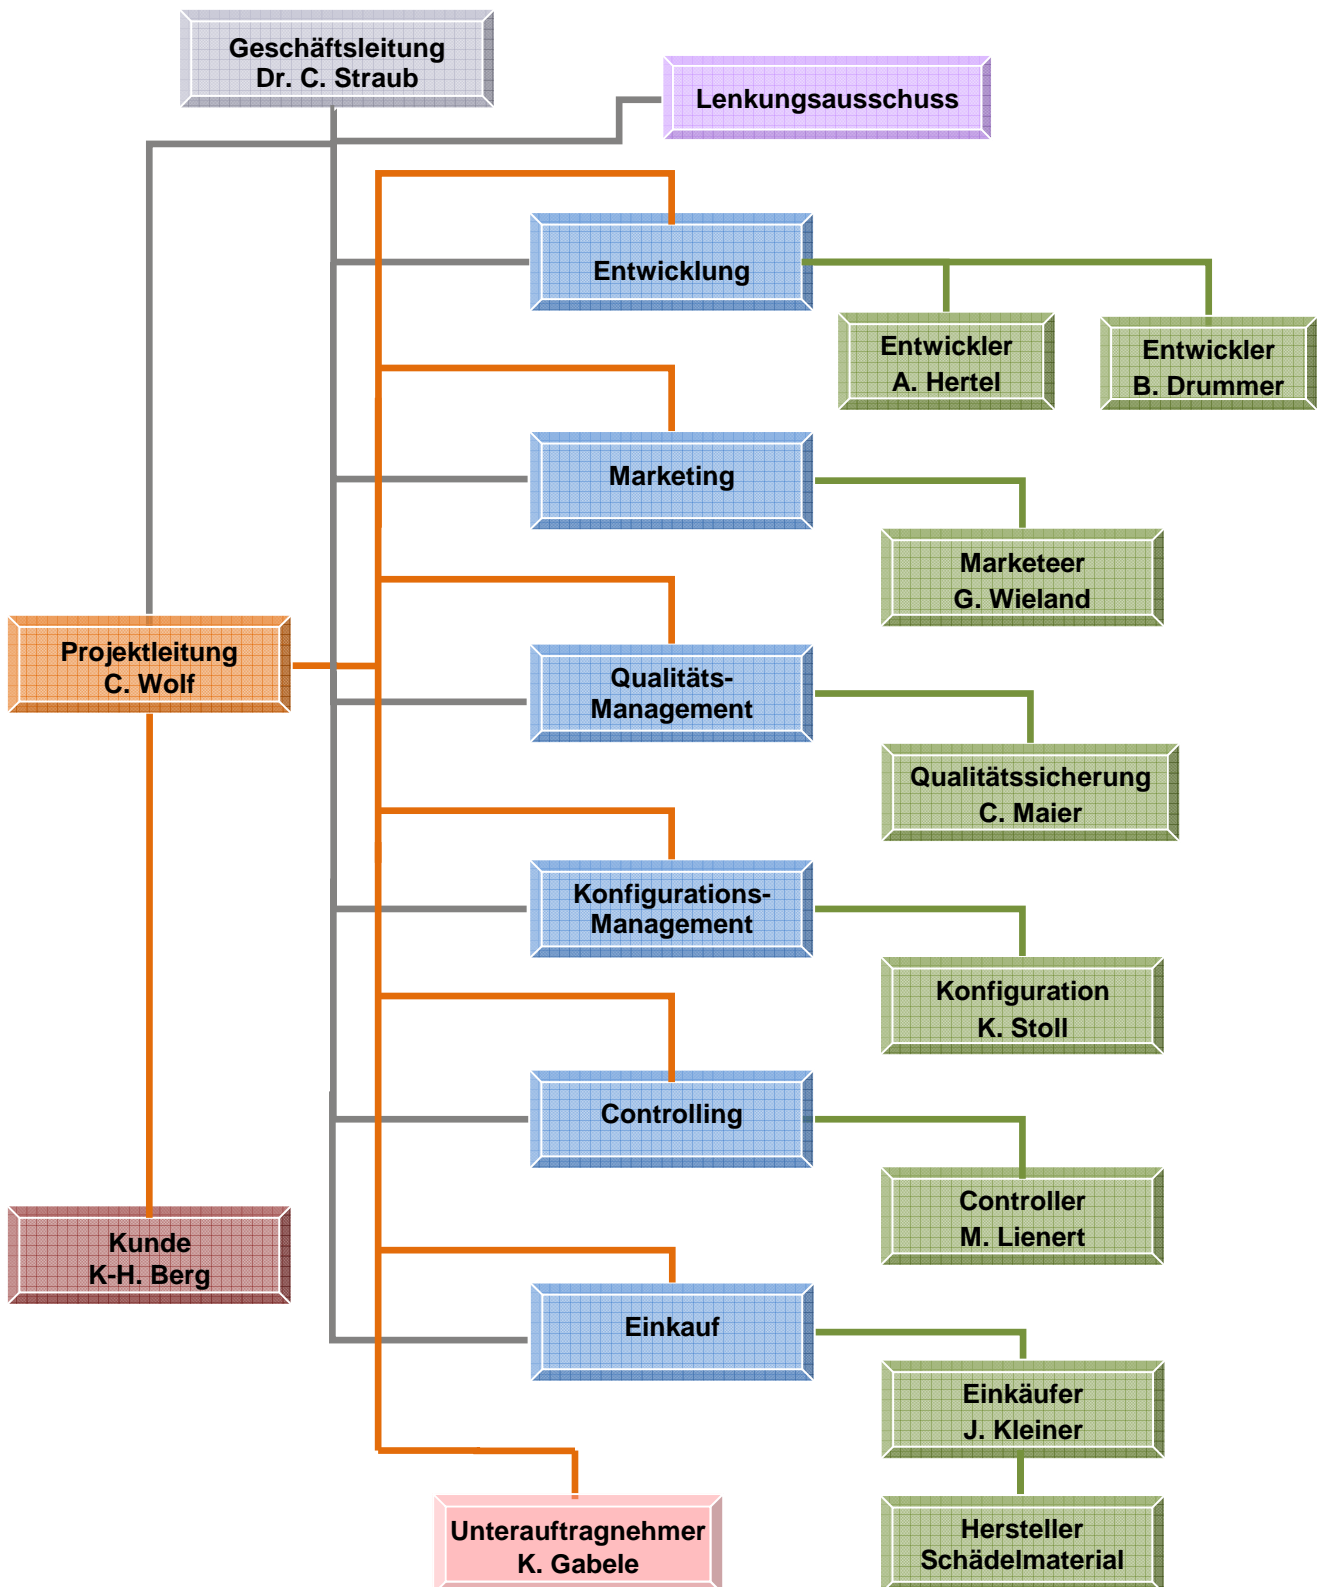 Geschäftsleitung
Dr. C. Straub
Lenkungsausschuss
Entwicklung
Entwickler
A. Hertel
Entwickler
B. Drummer
Marketing
Marketeer
G. Wieland
Projektleitung
C. Wolf
Qualitäts-
Management
Qualitätssicherung
C. Maier
Konfigurations-
Management
Konfiguration
K. Stoll
Controlling
Controller
M. Lienert
Kunde
K-H. Berg
Einkauf
Einkäufer
J. Kleiner
Unterauftragnehmer
K. Gabele
Hersteller
Schädelmaterial